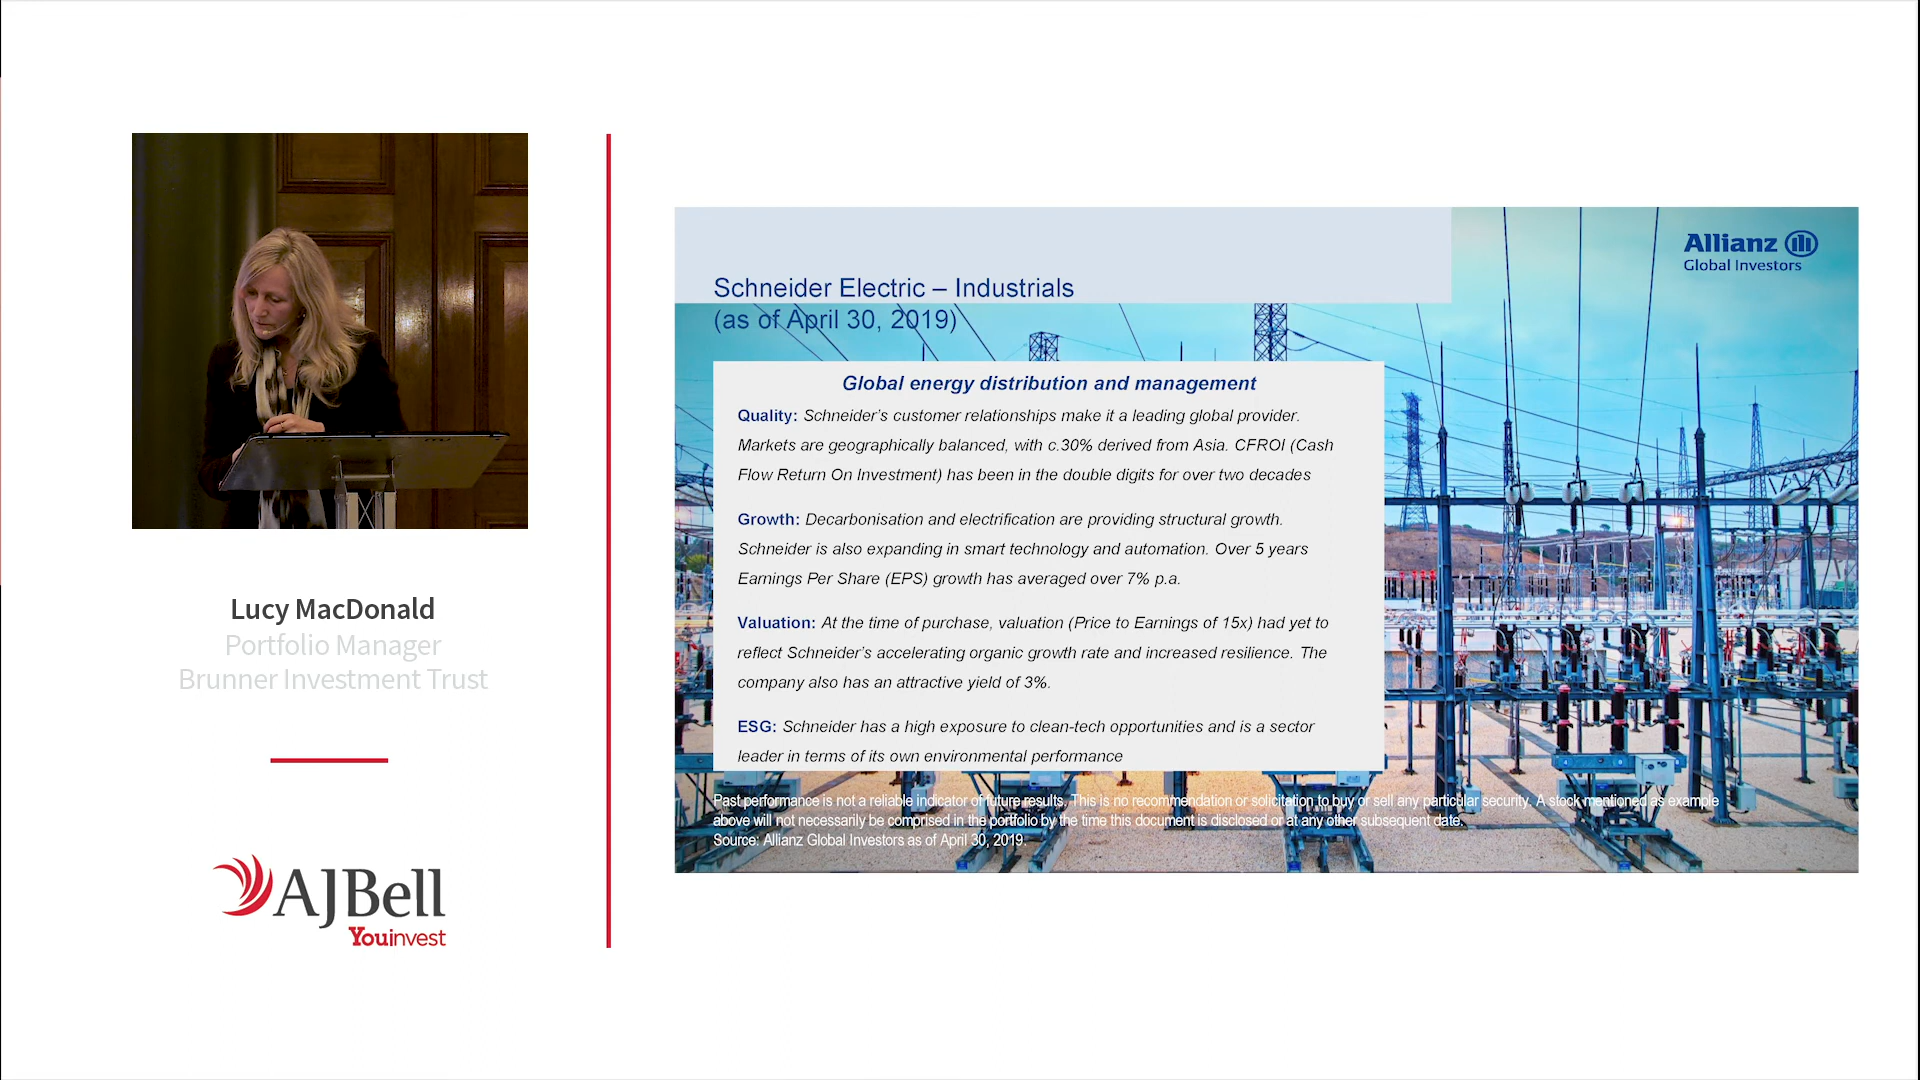 Lucy MacDonald
Portfolio Manager
Brunner Investment Trust
AJBell
Youinvest
Allianz
Global Investors
Schneider Electric – Industrials
(as of April 30, 2019)
Global energy distribution and management
Quality: Schneider's customer relationships make it a leading global provider.
Markets are geographically balanced, with c.30% derived from Asia. CFROI (Cash
Flow Return On Investment) has been in the double digits for over two decades
Growth: Decarbonisation and electrification are providing structural growth.
Schneider is also expanding in smart technology and automation. Over 5 years
Earnings Per Share (EPS) growth has averaged over 7% p.a.
Valuation: At the time of purchase, valuation (Price to Earnings of 15x) had yet to
reflect Schneider's accelerating organic growth rate and increased resilience. The
company also has an attractive yield of 3%.
ESG: Schneider has a high exposure to clean-tech opportunities and is a sector
leader in terms of its own environmental performance
Past performance is not a reliable indicator of future results. This is no recommendation or solicitation to buy or sell any particular security. A stock mentioned as example
above will not necessarily be comprised in the portfolio by the time this document is disclosed or at any other subsequent date.
Source: Allianz Global Investors as of April 30, 2019.